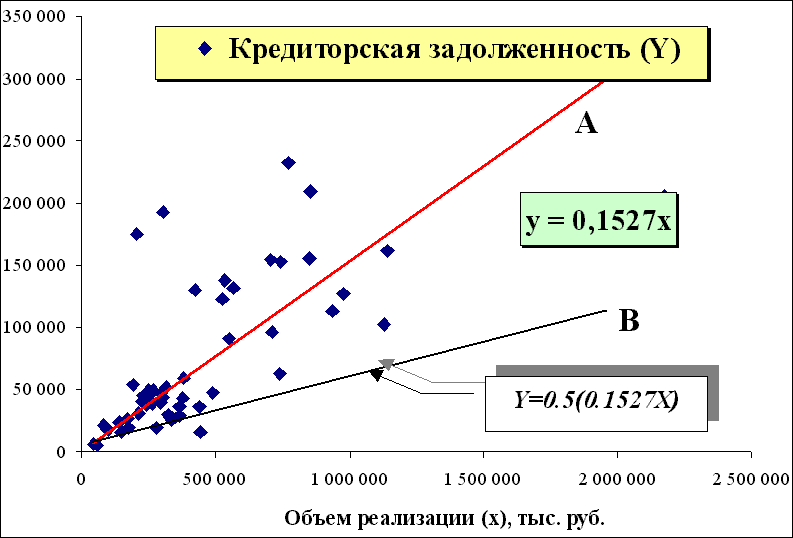 350 000
Кредиторская задолженность (Y)
300 000
A
250 000
200 000
y = 0,1527x
150 000
B
100 000
50 000
Y=0.5(0.1527X)
0
0 500 000 1 000 000 1 500 000 2 000 000 2 500 000
Объем реализации (x), тыс. руб.